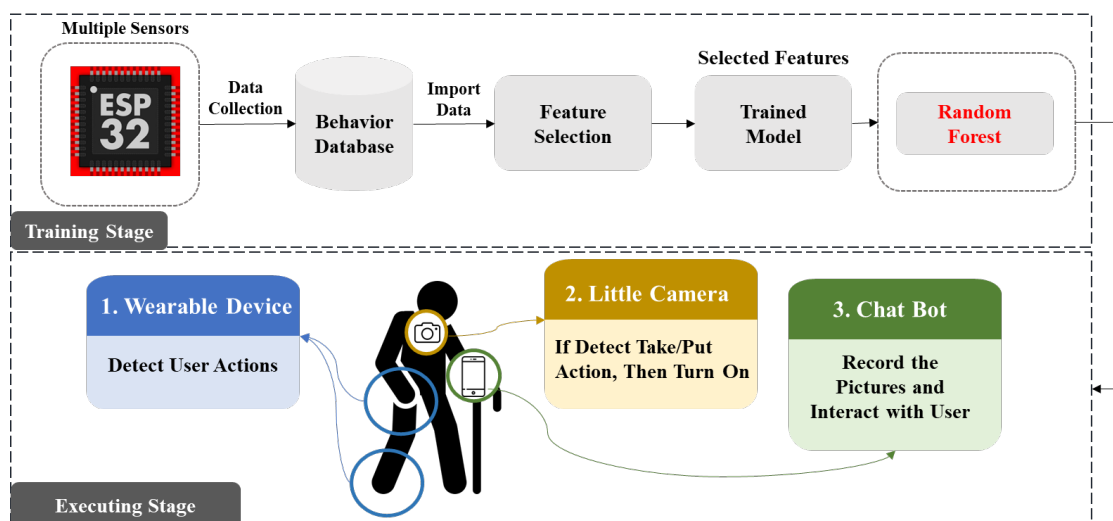 Multiple Sensors
ESP
32
Data
Collection
Behavior
Database
Import
Data
Feature
Selection
Selected Features
Trained
Model
Random
Forest
Training Stage
1. Wearable Device
Detect User Actions
2. Little Camera
If Detect Take/Put
Action, Then Turn On
3. Chat Bot
Record the
Pictures and
Interact with User
Executing Stage